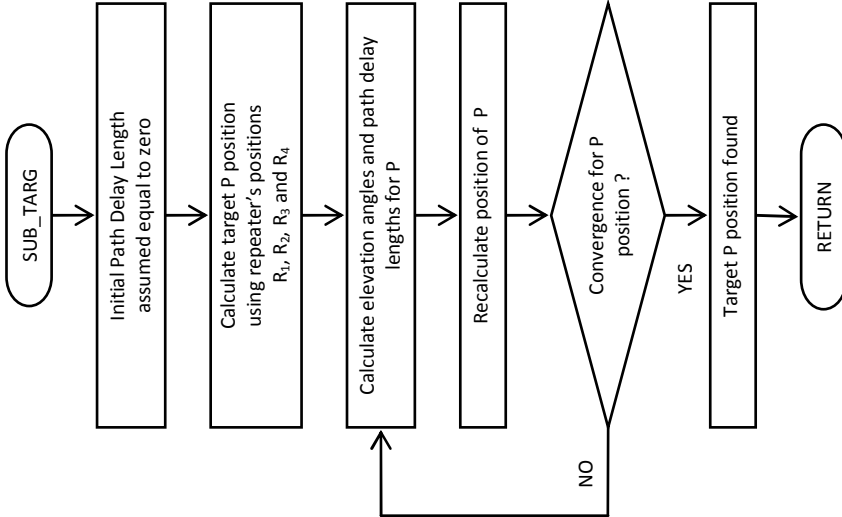 SUB_TARG
Initial Path Delay Length
assumed equal to zero
Calculate target P position
using repeater’s positions
R₁, R₂, R₃ and R₄
Calculate elevation angles and path delay
lengths for P
Recalculate position of P
Convergence for P
position ?
NO
YES
Target P position found
RETURN